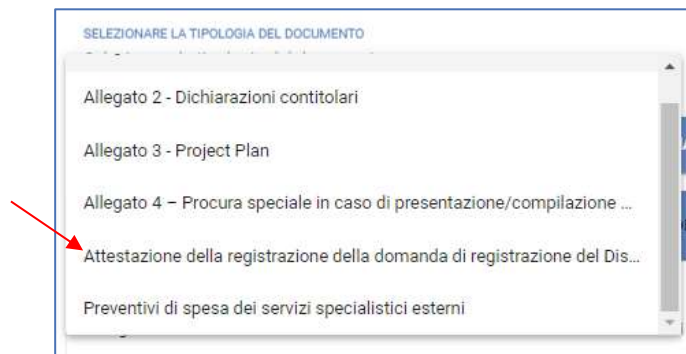 SELEZIONARE LA TIPOLOGIA DEL DOCUMENTO
Allegato 2 - Dichiarazioni contitolari
Allegato 3 - Project Plan
Allegato 4 – Procura speciale in caso di presentazione/compilazione ...
Attestazione della registrazione della domanda di registrazione del Dis...
Preventivi di spesa dei servizi specialistici esterni